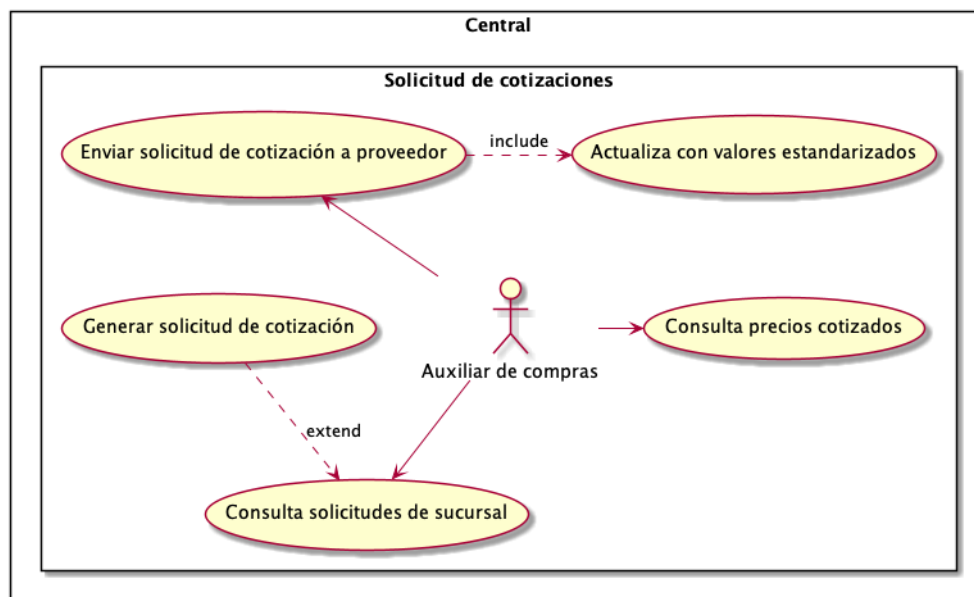 Central
Solicitud de cotizaciones
include
Enviar solicitud de cotización a proveedor
Actualiza con valores estandarizados
Generar solicitud de cotización
Consulta precios cotizados
Auxiliar de compras
extend
Consulta solicitudes de sucursal